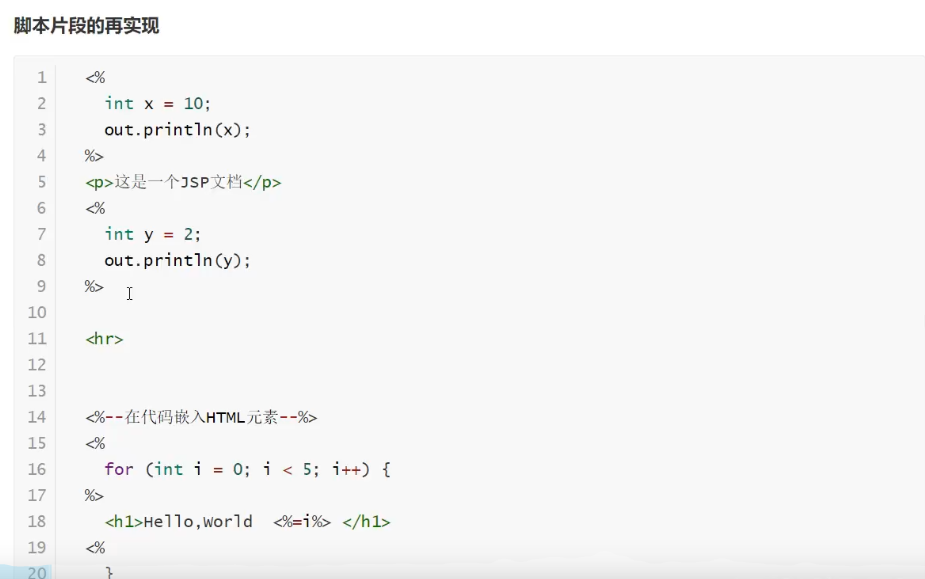 脚本片段的再实现
1 <%
2 int x = 10;
3 out.println(x);
4 %>
5 <p>这是一个JSP文档</p>
6 <%
7 int y = 2;
8 out.println(y);
9 %>
10
11 <hr>
12
13
14 <%--在代码嵌入HTML元素--%>
15 <%
16 for (int i = 0; i < 5; i++) {
17 %>
18 <h1>Hello,World  <%=i%> </h1>
19 <%
20 }